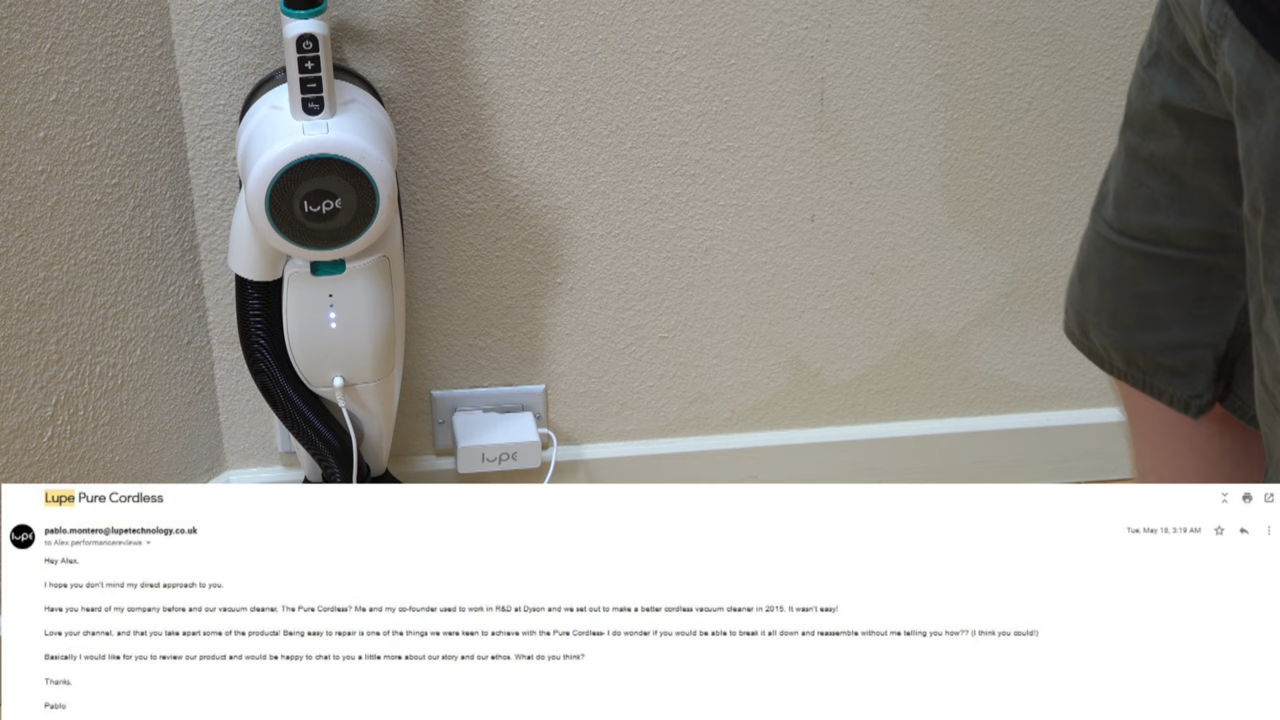 lupe
lupe
Lupe Pure Cordless
lupe
pablo.montero@lupetechnology.co.uk
Tue, May 18, 3:19 AM
to Alex.performancereviews
Hey Alex,
I hope you don't mind my direct approach to you.
Have you heard of my company before and our vacuum cleaner, The Pure Cordless? Me and my co-founder used to work in R&D at Dyson and we set out to make a better cordless vacuum cleaner in 2015. It wasn't easy!
Love your channel, and that you take apart some of the products! Being easy to repair is one of the things we were keen to achieve with the Pure Cordless- I do wonder if you would be able to break it all down and reassemble without me telling you how?? (I think you could!)
Basically I would like for you to review our product and would be happy to chat to you a little more about our story and our ethos. What do you think?
Thanks,
Pablo